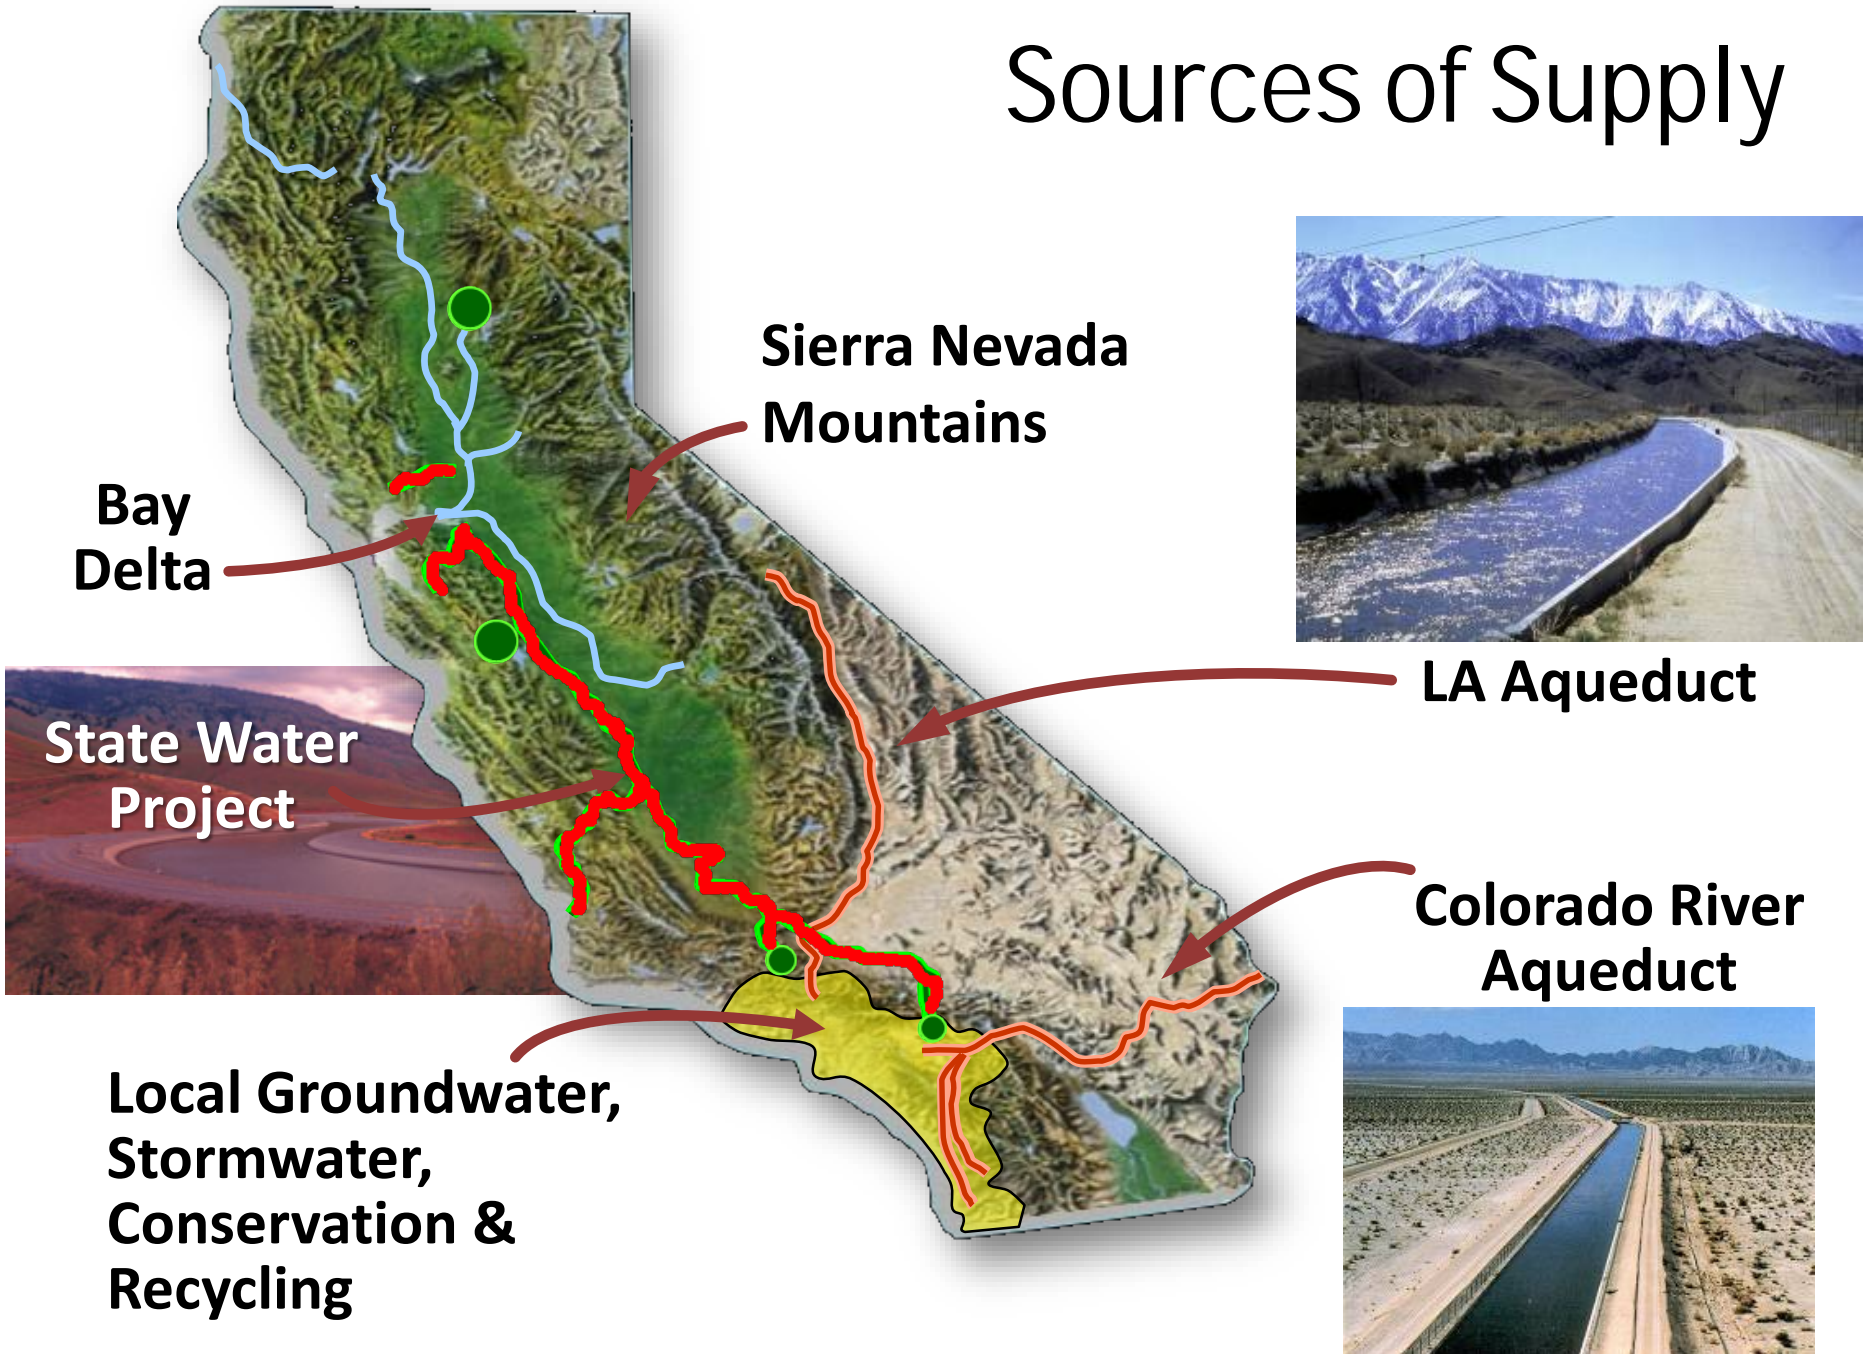 Sources of Supply
Sierra Nevada
Mountains
Bay
Delta
LA Aqueduct
State Water
Project
Colorado River
Aqueduct
Local Groundwater,
Stormwater,
Conservation &
Recycling